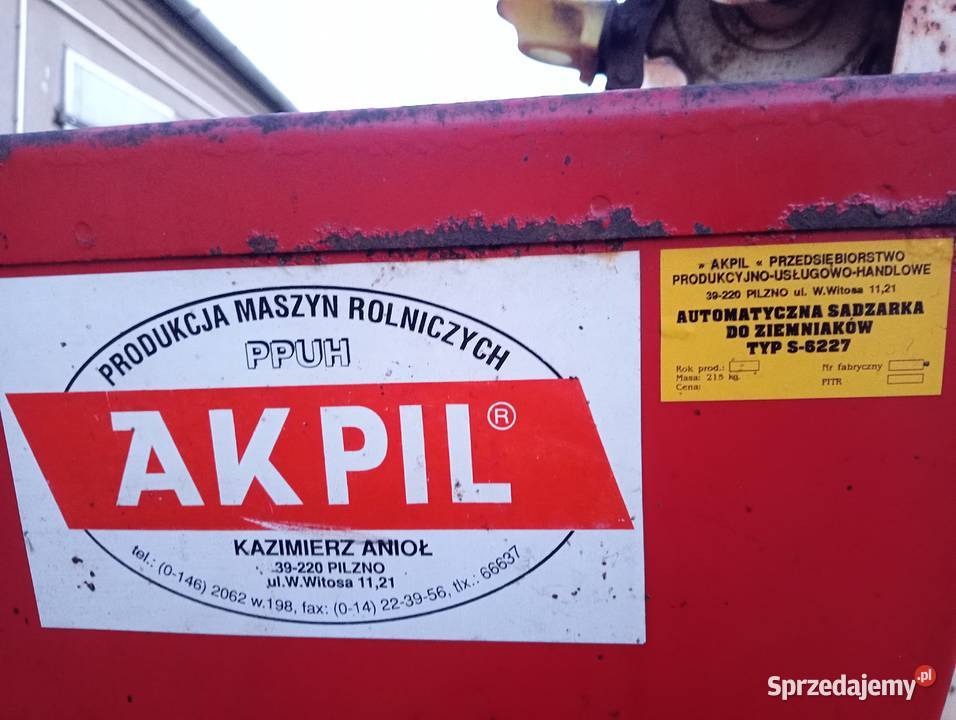 PRODUKCJA MASZYN ROLNICZYCH
PPUH
AKPIL®
KAZIMIERZ ANIOŁ
39-220 PILZNO
ul.W.Witosa 11,21
tel.: (0-146) 2062 w.198, fax: (0-14) 22-39-56, tlx.: 66637
» AKPIL « PRZEDSIĘBIORSTWO
PRODUKCYJNO-USŁUGOWO-HANDLOWE
39-220 PILZNO ul. W.Witosa 11,21
AUTOMATYCZNA SADZARKA
DO ZIEMNIAKÓW
TYP S-6227
Rok prod.: Nr fabryczny
Masa: 215 kg. FITR
Cena:
Sprzedajemy.pl